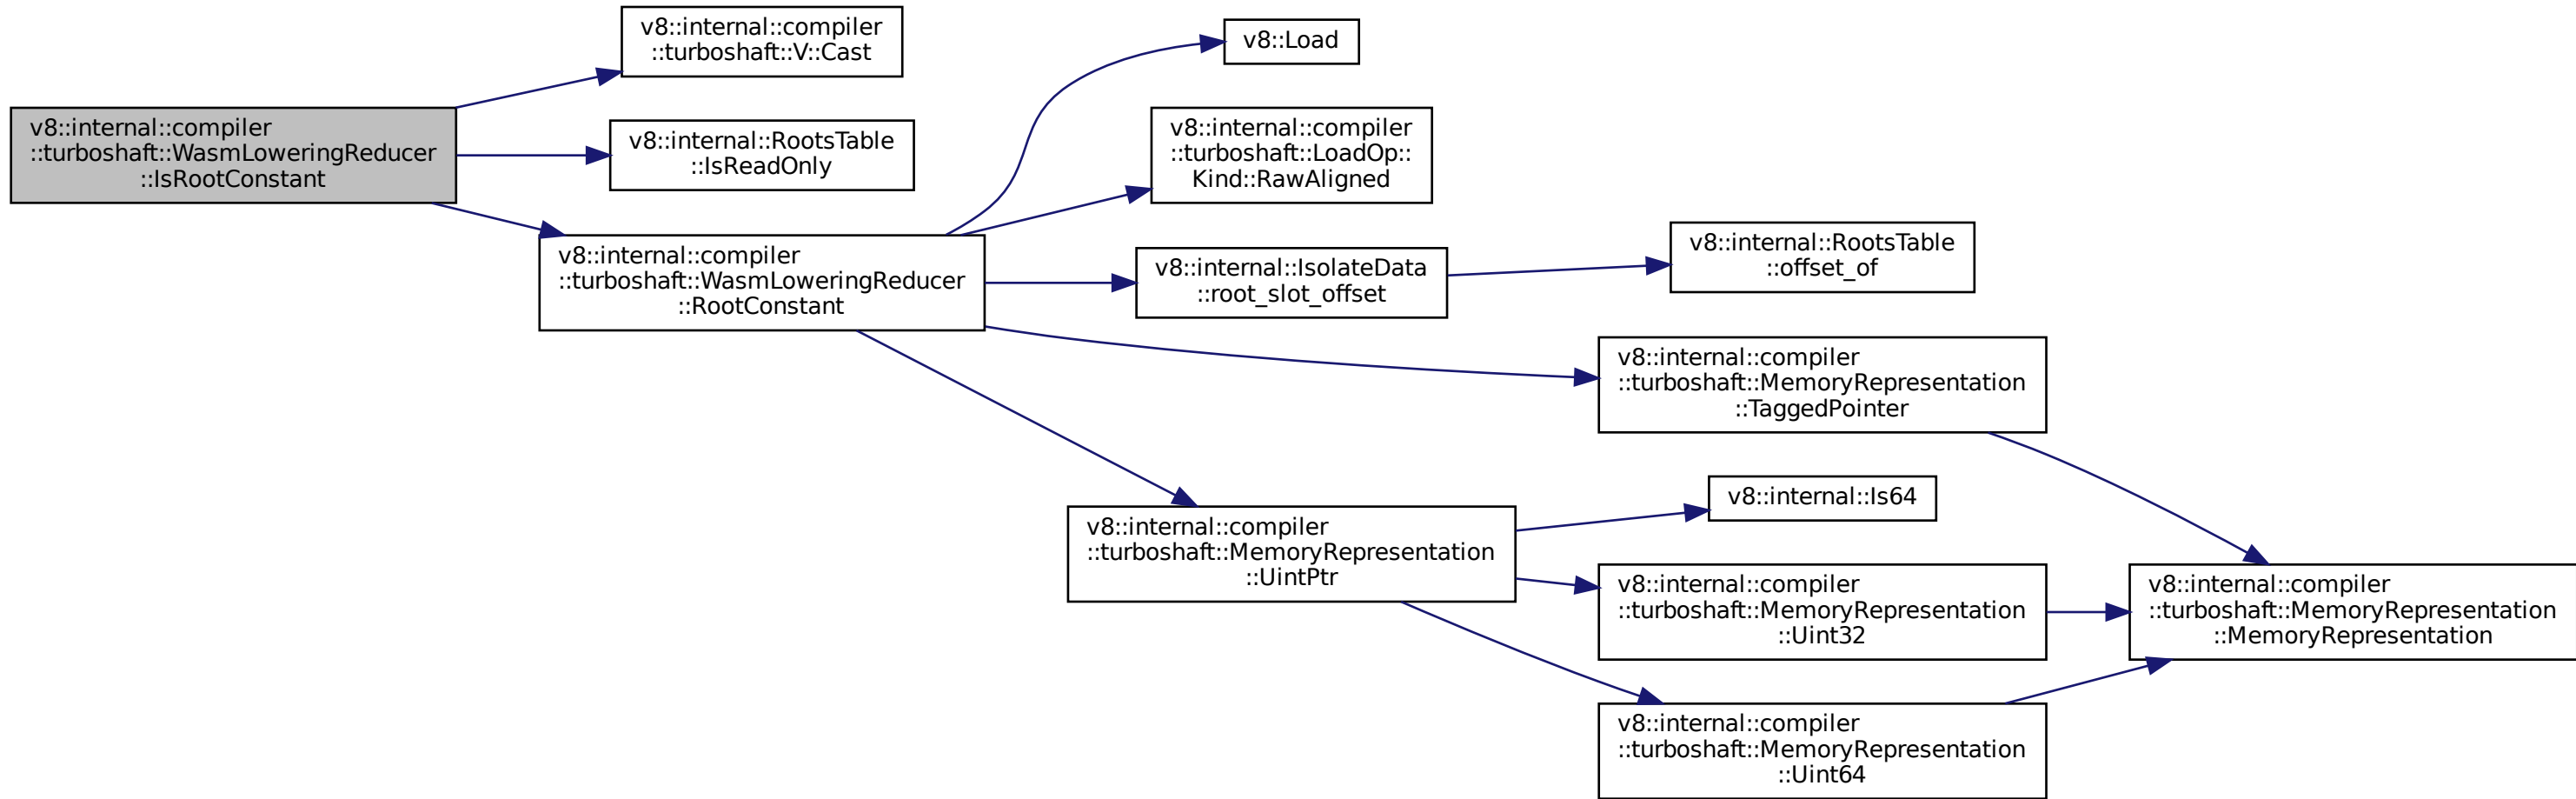 v8::internal::compiler
::turboshaft::WasmLoweringReducer
::IsRootConstant
v8::internal::compiler
::turboshaft::V::Cast
v8::internal::RootsTable
::IsReadOnly
v8::internal::compiler
::turboshaft::WasmLoweringReducer
::RootConstant
v8::Load
v8::internal::compiler
::turboshaft::LoadOp::
Kind::RawAligned
v8::internal::IsolateData
::root_slot_offset
v8::internal::RootsTable
::offset_of
v8::internal::compiler
::turboshaft::MemoryRepresentation
::TaggedPointer
v8::internal::compiler
::turboshaft::MemoryRepresentation
::UintPtr
v8::internal::Is64
v8::internal::compiler
::turboshaft::MemoryRepresentation
::Uint32
v8::internal::compiler
::turboshaft::MemoryRepresentation
::Uint64
v8::internal::compiler
::turboshaft::MemoryRepresentation
::MemoryRepresentation